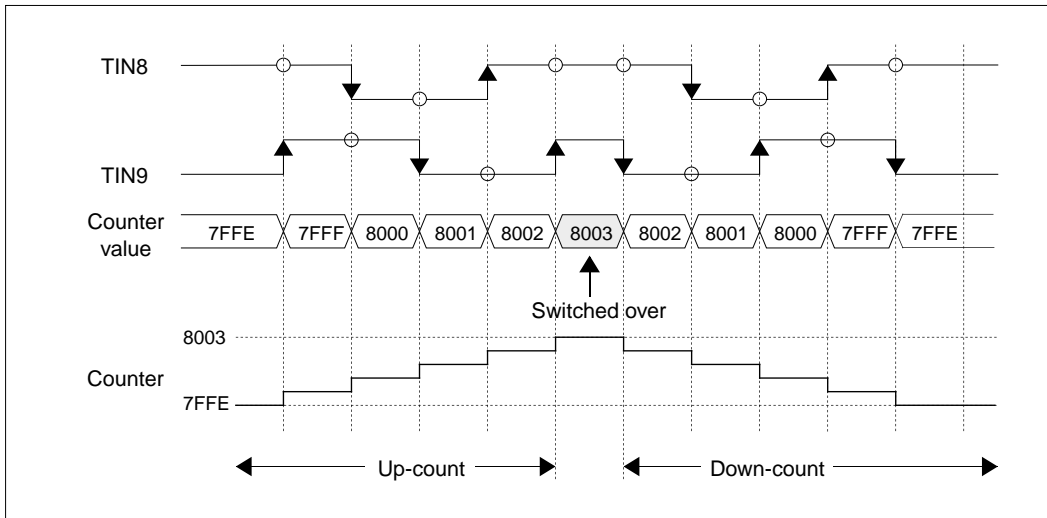 TIN8
TIN9
Counter value
7FFE 7FFF 8000 8001 8002 8003 8002 8001 8000 7FFF 7FFE
Switched over
8003
Counter
7FFE
Up-count Down-count